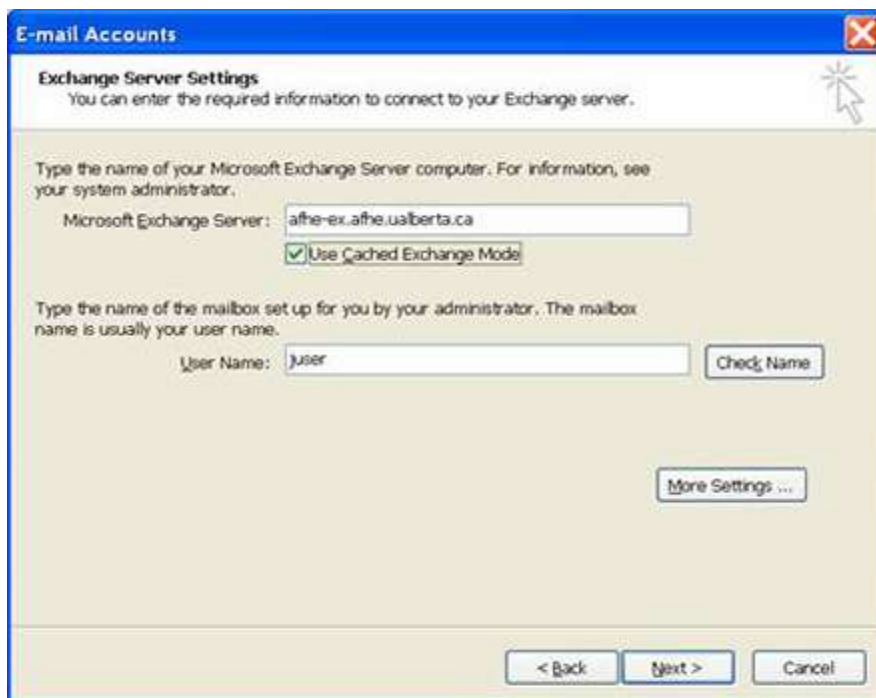 E-mail Accounts
Exchange Server Settings
You can enter the required information to connect to your Exchange server.
Type the name of your Microsoft Exchange Server computer. For information, see
your system administrator.
Microsoft Exchange Server: afhe-ex.afhe.ualberta.ca
Use Cached Exchange Mode
Type the name of the mailbox set up for you by your administrator. The mailbox
name is usually your user name.
User Name: juser Check Name
More Settings ...
< Back Next > Cancel